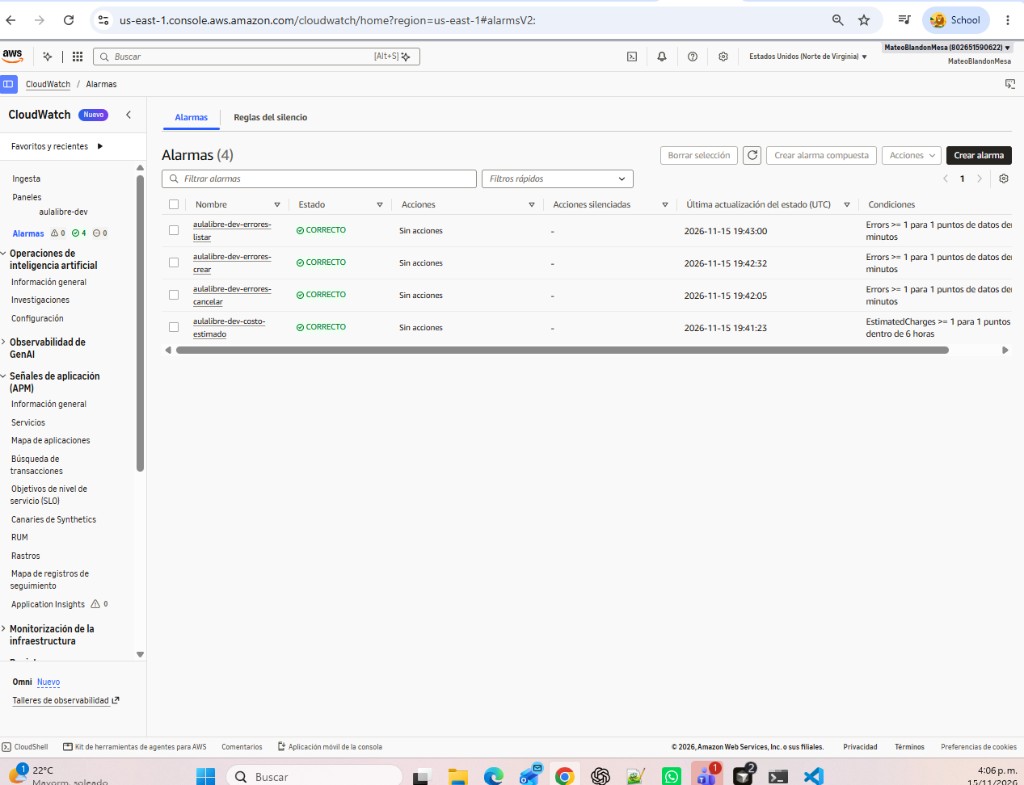 us-east-1.console.aws.amazon.com/cloudwatch/home?region=us-east-1#alarmsV2:
School
aws
Buscar
[Alt+S]
Estados Unidos (Norte de Virginia)
MateoBlandonMesa (802651590622)
MateoBlandonMesa
CloudWatch / Alarmas
CloudWatch
Nuevo
Favoritos y recientes
Ingesta
Paneles
aulalibre-dev
Alarmas 0 4 0
Operaciones de
inteligencia artificial
Información general
Investigaciones
Configuración
Observabilidad de
GenAI
Señales de aplicación
(APM)
Información general
Servicios
Mapa de aplicaciones
Búsqueda de
transacciones
Objetivos de nivel de
servicio (SLO)
Canaries de Synthetics
RUM
Rastros
Mapa de registros de
seguimiento
Application Insights 0
Monitorización de la
infraestructura
Omni Nuevo
Talleres de observabilidad
Alarmas
Reglas del silencio
Alarmas (4)
Borrar selección
Crear alarma compuesta
Acciones
Crear alarma
Filtrar alarmas
Filtros rápidos
1
Nombre Estado Acciones Acciones silenciadas Última actualización del estado (UTC) Condiciones
aulalibre-dev-errores-
listar
CORRECTO
Sin acciones
-
2026-11-15 19:43:00
Errors >= 1 para 1 puntos de datos der
minutos
aulalibre-dev-errores-
crear
CORRECTO
Sin acciones
-
2026-11-15 19:42:32
Errors >= 1 para 1 puntos de datos der
minutos
aulalibre-dev-errores-
cancelar
CORRECTO
Sin acciones
-
2026-11-15 19:42:05
Errors >= 1 para 1 puntos de datos der
minutos
aulalibre-dev-costo-
estimado
CORRECTO
Sin acciones
-
2026-11-15 19:41:23
EstimatedCharges >= 1 para 1 puntos
dentro de 6 horas
CloudShell
Kit de herramientas de agentes para AWS
Comentarios
Aplicación móvil de la consola
© 2026, Amazon Web Services, Inc. o sus filiales.
Privacidad
Términos
Preferencias de cookies
1
22°C
Mayorm. soleado
Buscar
1
2
4:06 p.m.
15/11/2026